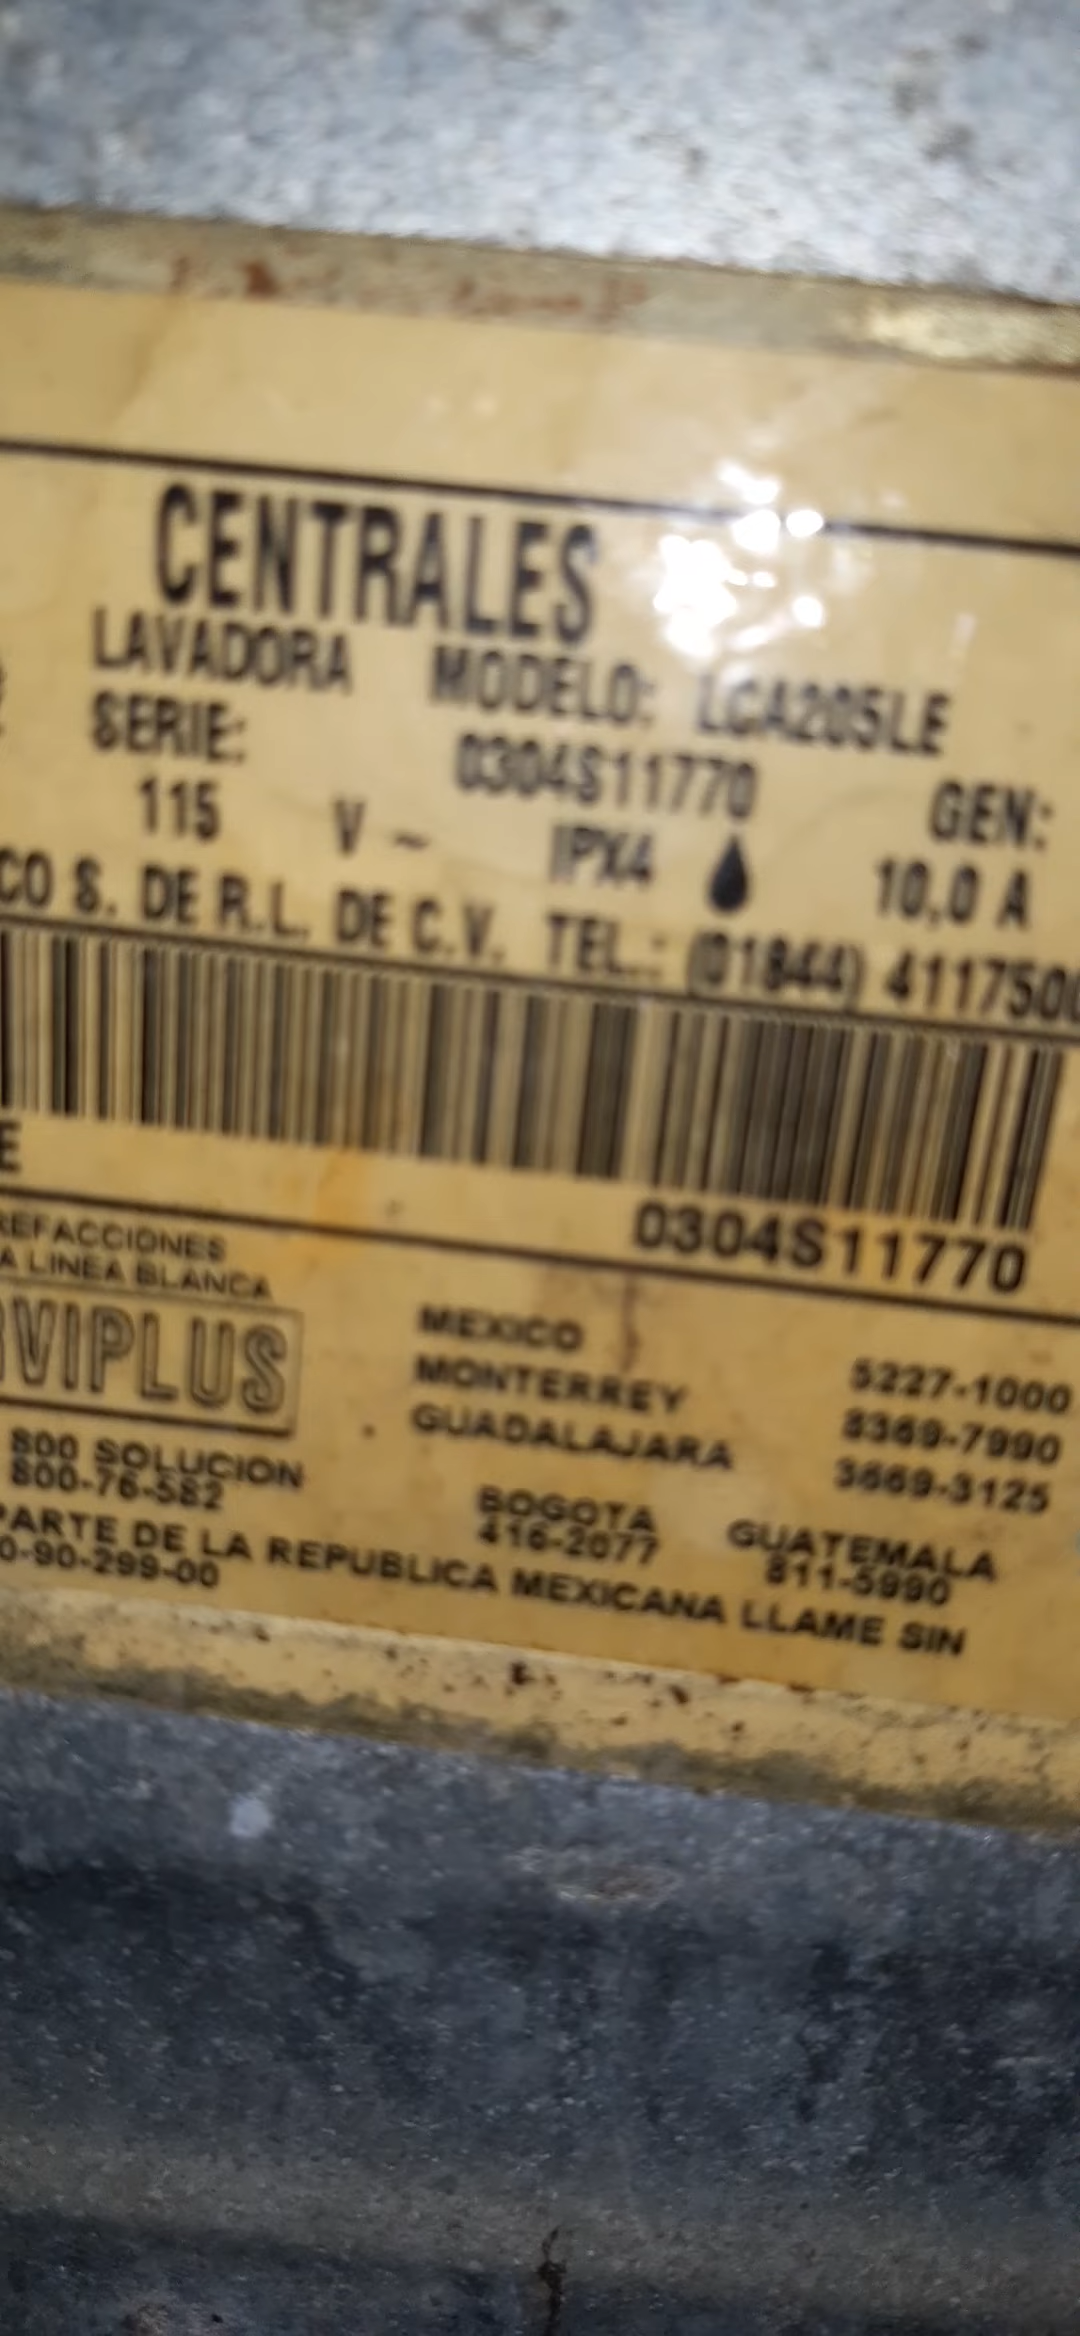 CENTRALES
LAVADORA MODELO: LCA205LE
SERIE: 0304S11770 GEN:
115 V ~ IPX4 10,0 A
CO S. DE R.L. DE C.V. TEL.: (01844) 4117500
E
0304S11770
REFACCIONES
A LINEA BLANCA
VIPLUS
MEXICO 5227-1000
MONTERREY 8369-7990
GUADALAJARA 3669-3125
800 SOLUCION
800-76-582
BOGOTA
416-2077
GUATEMALA
811-5990
PARTE DE LA REPUBLICA MEXICANA LLAME SIN
0-90-299-00